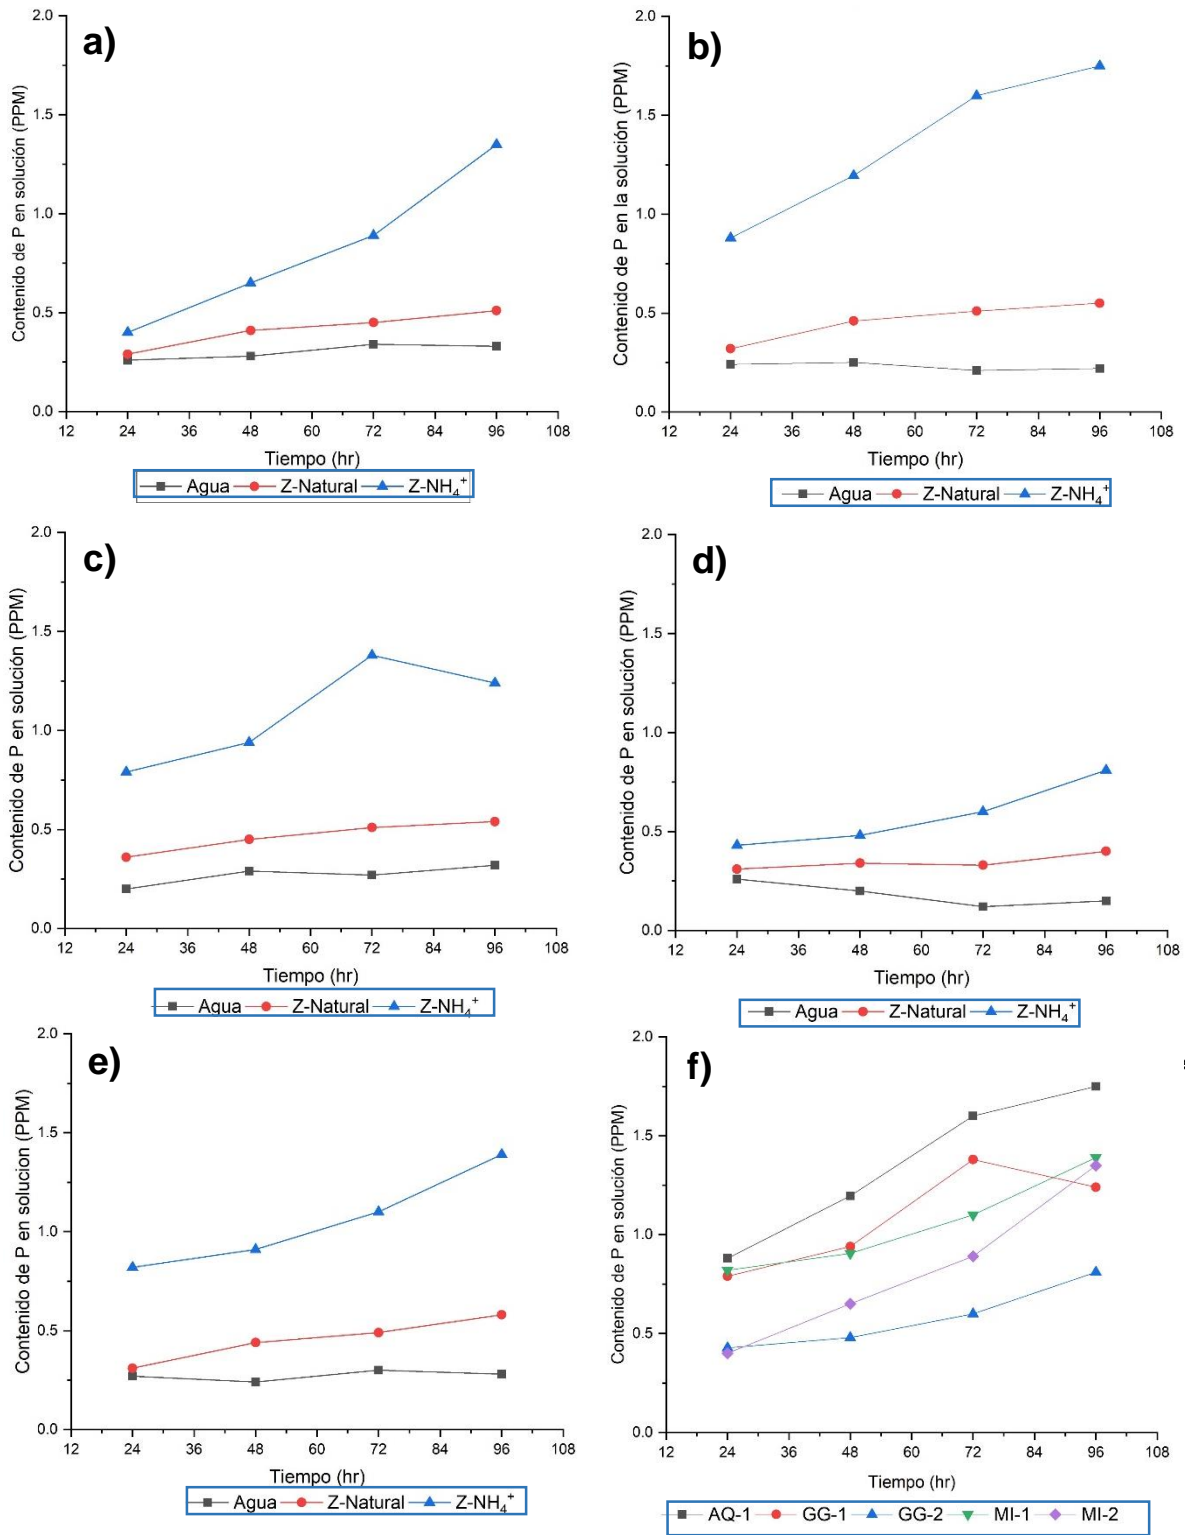 a)
2.0
1.5
1.0
0.5
0.0
Contenido de P en solución (PPM)
12 24 36 48 60 72 84 96 108
Tiempo (hr)
Agua Z-Natural Z-NH₄⁺
b)
2.0
1.5
1.0
0.5
0.0
Contenido de P en la solución (PPM)
12 24 36 48 60 72 84 96 108
Tiempo (hr)
Agua Z-Natural Z-NH₄⁺
c)
2.0
1.5
1.0
0.5
0.0
Contenido de P en solución (PPM)
12 24 36 48 60 72 84 96 108
Tiempo (hr)
Agua Z-Natural Z-NH₄⁺
d)
2.0
1.5
1.0
0.5
0.0
Contenido de P en solución (PPM)
12 24 36 48 60 72 84 96 108
Tiempo (hr)
Agua Z-Natural Z-NH₄⁺
e)
2.0
1.5
1.0
0.5
0.0
Contenido de P en solucion (PPM)
12 24 36 48 60 72 84 96 108
Tiempo (hr)
Agua Z-Natural Z-NH₄⁺
f)
2.0
1.5
1.0
0.5
0.0
Contenido de P en solución (PPM)
12 24 36 48 60 72 84 96 108
Tiempo (hr)
AQ-1 GG-1 GG-2 MI-1 MI-2